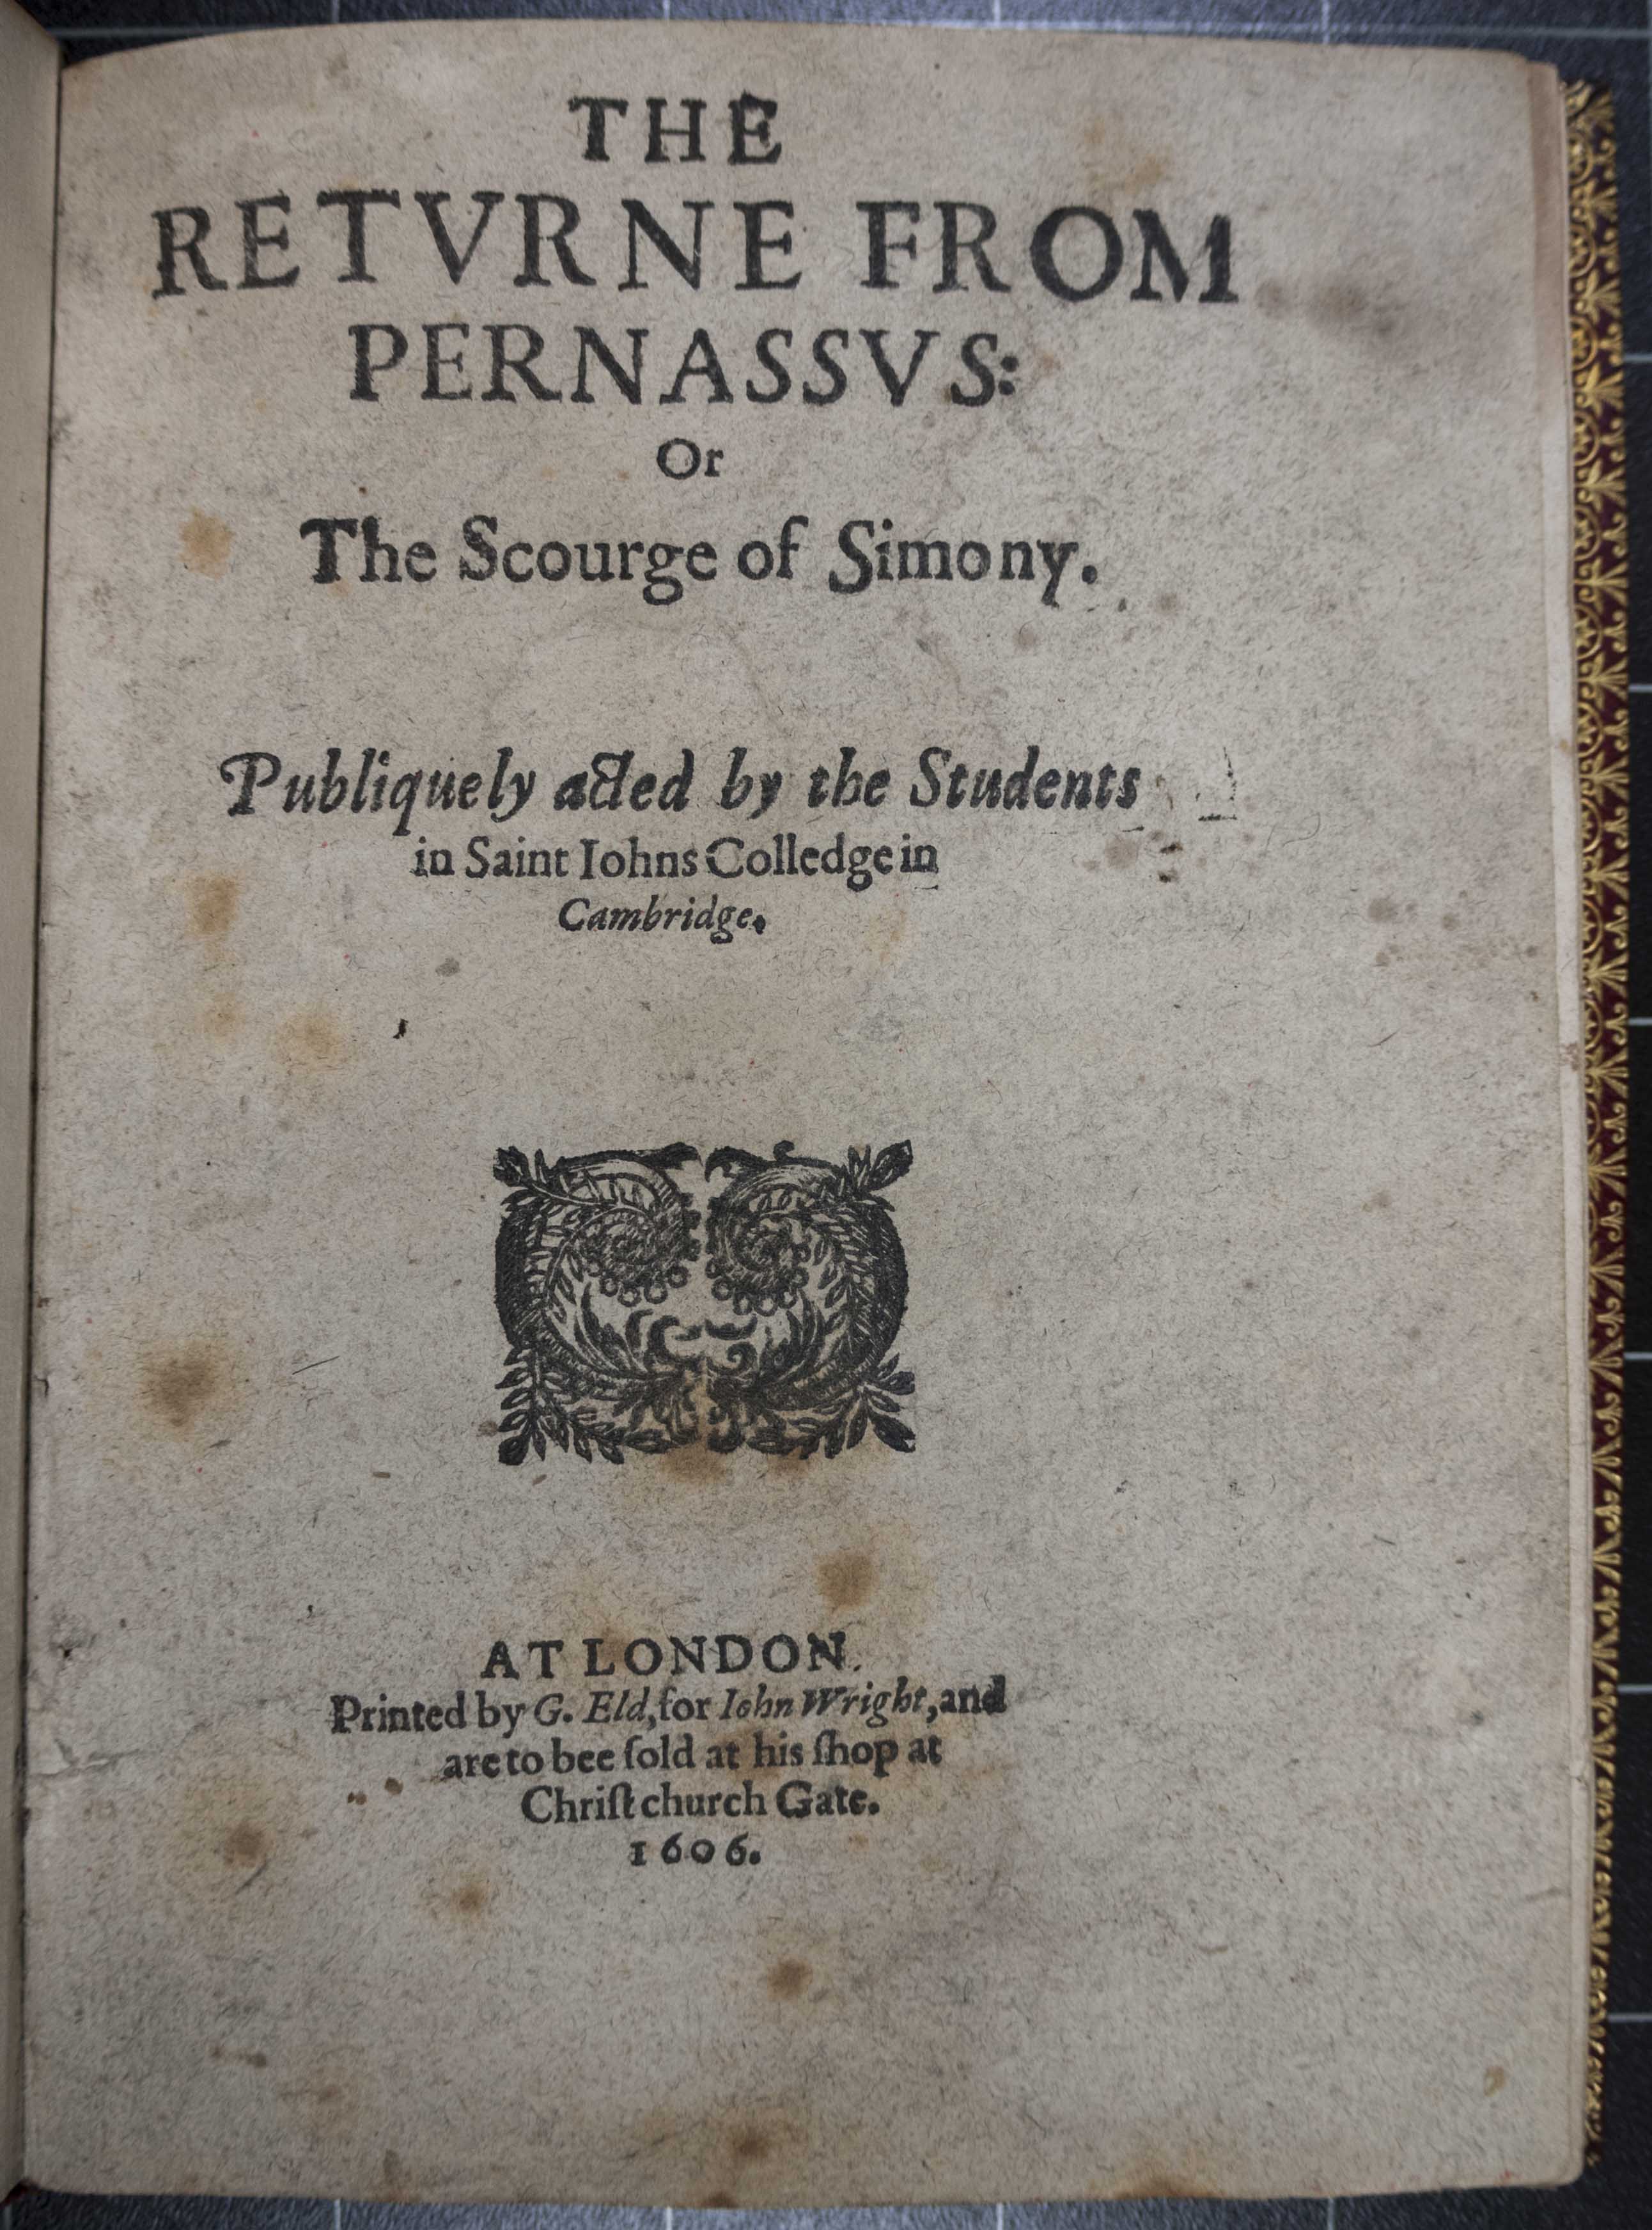 THE
RETVRNE FROM
PERNASSVS:
Or
The Scourge of Simony.
Publiquely acted by the Students
in Saint Iohns Colledge in
Cambridge.
AT LONDON.
Printed by G. Eld, for Iohn Wright, and
are to bee ſold at his ſhop at
Chriſt church Gate.
1606.